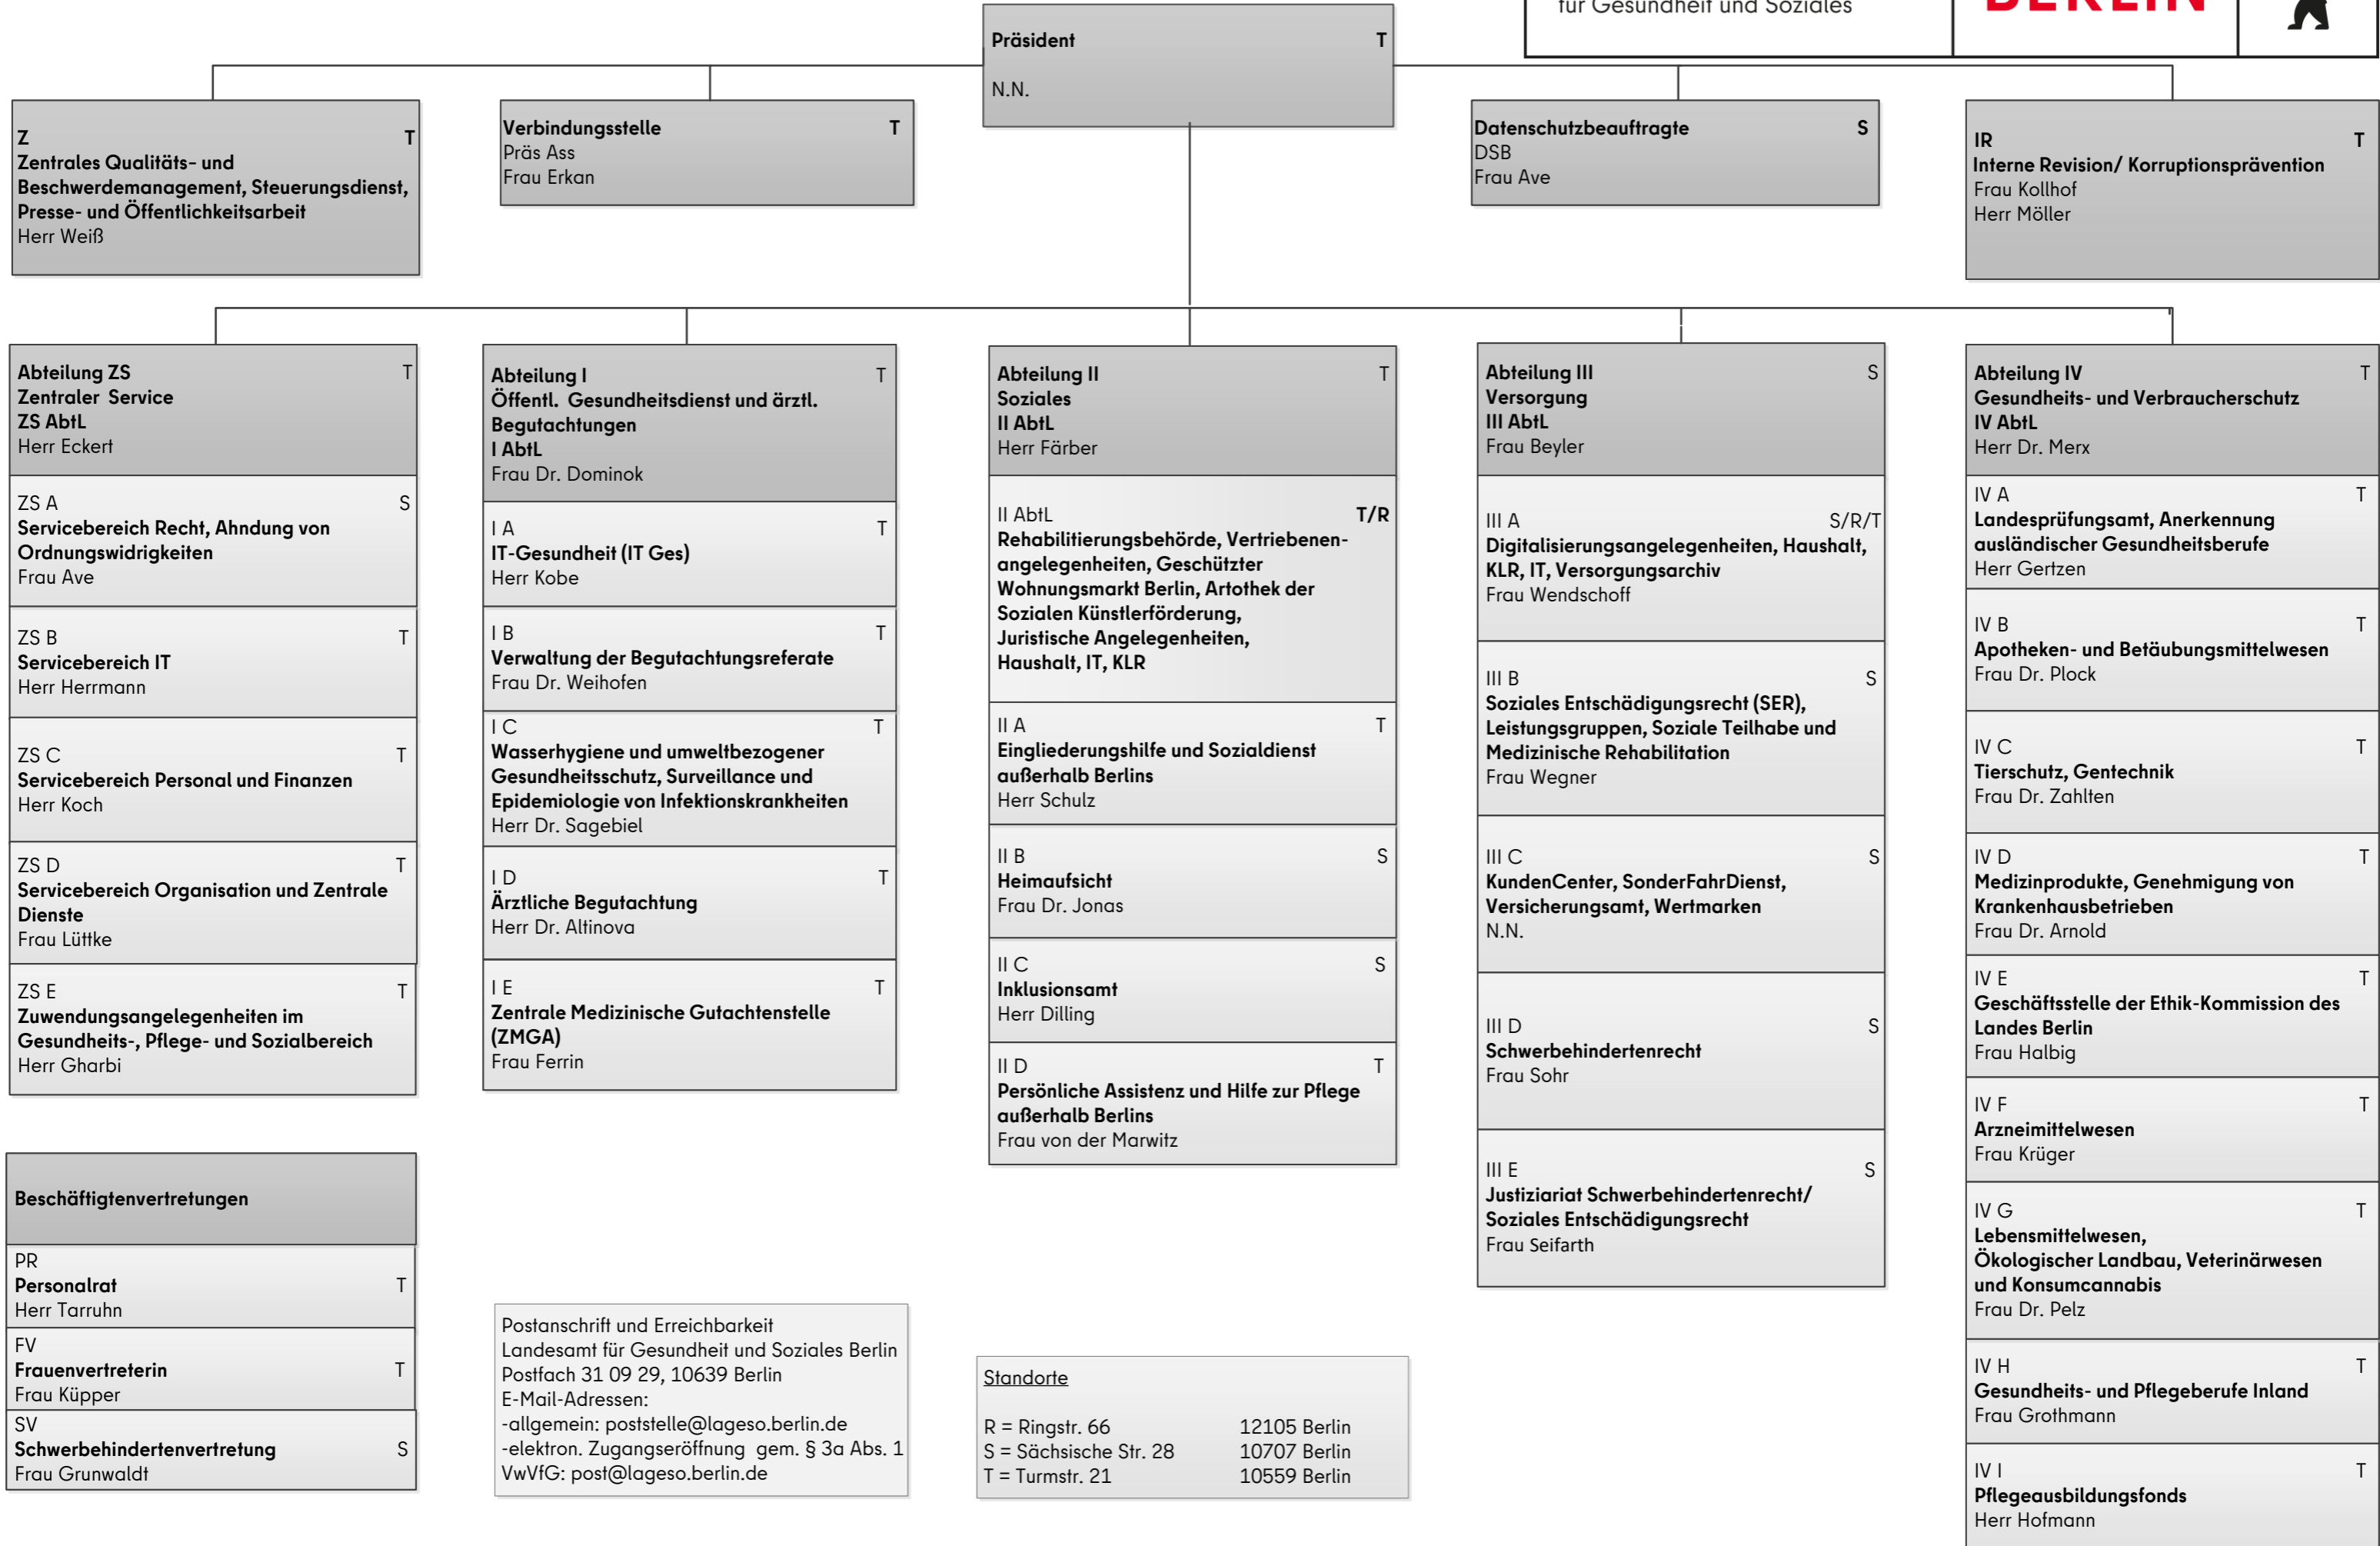 für Gesundheit und Soziales
BERLIN
Präsident T
N.N.
Z T
Zentrales Qualitäts- und
Beschwerdemanagement, Steuerungsdienst,
Presse- und Öffentlichkeitsarbeit
Herr Weiß
Verbindungsstelle T
Präs Ass
Frau Erkan
Datenschutzbeauftragte S
DSB
Frau Ave
IR T
Interne Revision/ Korruptionsprävention
Frau Kollhof
Herr Möller
Abteilung ZS T
Zentraler Service
ZS AbtL
Herr Eckert
ZS A S
Servicebereich Recht, Ahndung von
Ordnungswidrigkeiten
Frau Ave
ZS B T
Servicebereich IT
Herr Herrmann
ZS C T
Servicebereich Personal und Finanzen
Herr Koch
ZS D T
Servicebereich Organisation und Zentrale
Dienste
Frau Lüttke
ZS E T
Zuwendungsangelegenheiten im
Gesundheits-, Pflege- und Sozialbereich
Herr Gharbi
Abteilung I T
Öffentl. Gesundheitsdienst und ärztl.
Begutachtungen
I AbtL
Frau Dr. Dominok
I A T
IT-Gesundheit (IT Ges)
Herr Kobe
I B T
Verwaltung der Begutachtungsreferate
Frau Dr. Weihofen
I C T
Wasserhygiene und umweltbezogener
Gesundheitsschutz, Surveillance und
Epidemiologie von Infektionskrankheiten
Herr Dr. Sagebiel
I D T
Ärztliche Begutachtung
Herr Dr. Altinova
I E T
Zentrale Medizinische Gutachtenstelle
(ZMGA)
Frau Ferrin
Abteilung II T
Soziales
II AbtL
Herr Färber
II AbtL T/R
Rehabilitierungsbehörde, Vertriebenen-
angelegenheiten, Geschützter
Wohnungsmarkt Berlin, Artothek der
Sozialen Künstlerförderung,
Juristische Angelegenheiten,
Haushalt, IT, KLR
II A T
Eingliederungshilfe und Sozialdienst
außerhalb Berlins
Herr Schulz
II B S
Heimaufsicht
Frau Dr. Jonas
II C S
Inklusionsamt
Herr Dilling
II D T
Persönliche Assistenz und Hilfe zur Pflege
außerhalb Berlins
Frau von der Marwitz
Abteilung III S
Versorgung
III AbtL
Frau Beyler
III A S/R/T
Digitalisierungsangelegenheiten, Haushalt,
KLR, IT, Versorgungsarchiv
Frau Wendschoff
III B S
Soziales Entschädigungsrecht (SER),
Leistungsgruppen, Soziale Teilhabe und
Medizinische Rehabilitation
Frau Wegner
III C S
KundenCenter, SonderFahrDienst,
Versicherungsamt, Wertmarken
N.N.
III D S
Schwerbehindertenrecht
Frau Sohr
III E S
Justiziariat Schwerbehindertenrecht/
Soziales Entschädigungsrecht
Frau Seifarth
Abteilung IV T
Gesundheits- und Verbraucherschutz
IV AbtL
Herr Dr. Merx
IV A T
Landesprüfungsamt, Anerkennung
ausländischer Gesundheitsberufe
Herr Gertzen
IV B T
Apotheken- und Betäubungsmittelwesen
Frau Dr. Plock
IV C T
Tierschutz, Gentechnik
Frau Dr. Zahlten
IV D T
Medizinprodukte, Genehmigung von
Krankenhausbetrieben
Frau Dr. Arnold
IV E T
Geschäftsstelle der Ethik-Kommission des
Landes Berlin
Frau Halbig
IV F T
Arzneimittelwesen
Frau Krüger
IV G T
Lebensmittelwesen,
Ökologischer Landbau, Veterinärwesen
und Konsumcannabis
Frau Dr. Pelz
IV H T
Gesundheits- und Pflegeberufe Inland
Frau Grothmann
IV I T
Pflegeausbildungsfonds
Herr Hofmann
Beschäftigtenvertretungen
PR
Personalrat T
Herr Tarruhn
FV
Frauenvertreterin T
Frau Küpper
SV
Schwerbehindertenvertretung S
Frau Grunwaldt
Postanschrift und Erreichbarkeit
Landesamt für Gesundheit und Soziales Berlin
Postfach 31 09 29, 10639 Berlin
E-Mail-Adressen:
-allgemein: poststelle@lageso.berlin.de
-elektron. Zugangseröffnung gem. § 3a Abs. 1
VwVfG: post@lageso.berlin.de
Standorte
R = Ringstr. 66 12105 Berlin
S = Sächsische Str. 28 10707 Berlin
T = Turmstr. 21 10559 Berlin